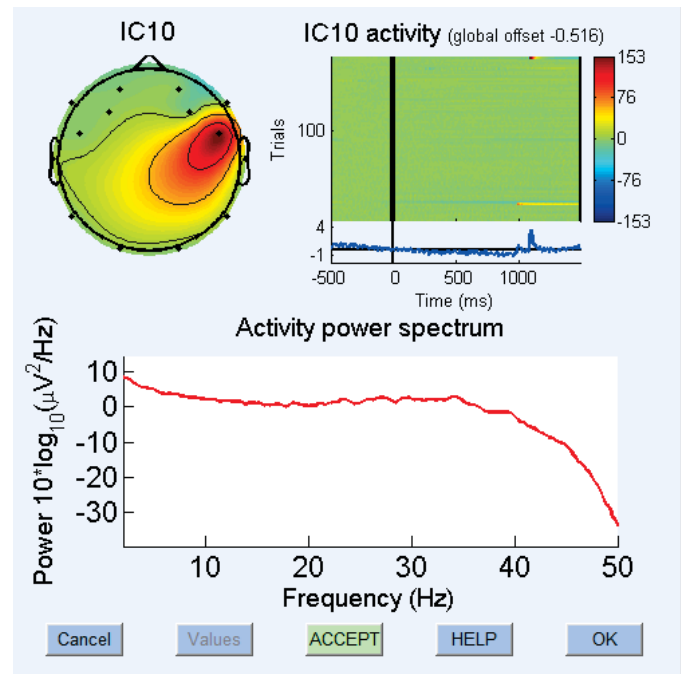 IC10
IC10 activity (global offset -0.516)
Trials
100
153
76
0
-76
-153
4
-1
-500 0 500 1000
Time (ms)
Activity power spectrum
Power 10*log10(μV2/Hz)
10
0
-10
-20
-30
10 20 30 40 50
Frequency (Hz)
Cancel Values ACCEPT HELP OK